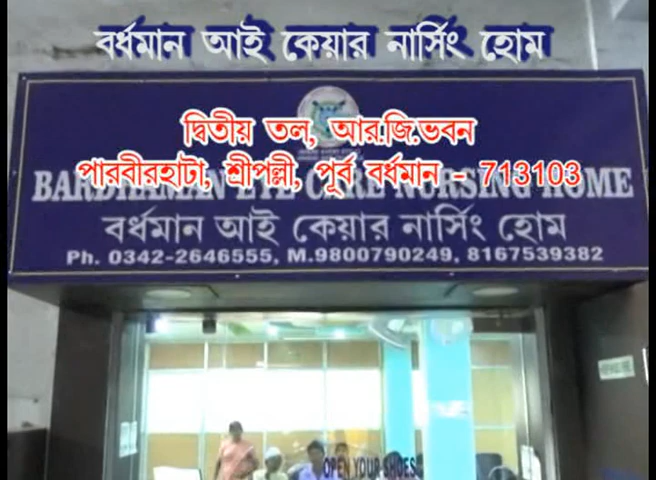 বর্ধমান আই কেয়ার নার্সিং হোম
দ্বিতীয় তল, আর.জি.ভবন
পারবীরহাটা, শ্রীপল্লী, পূর্ব বর্ধমান - 713103
BARDHAMAN EYE CARE NURSING HOME
বর্ধমান আই কেয়ার নার্সিং হোম
Ph. 0342-2646555, M.9800790249, 8167539382
OPEN YOUR SHOES